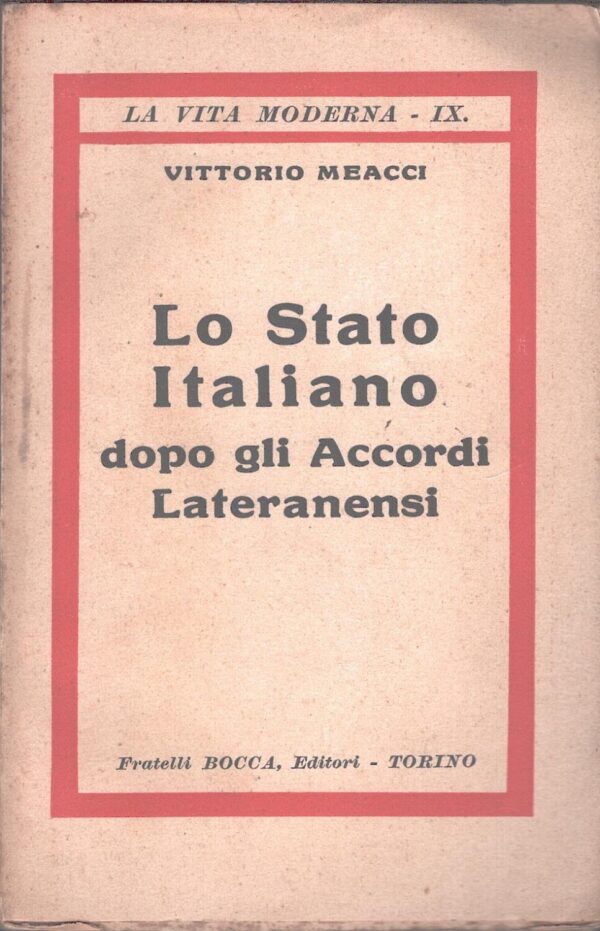 LA VITA MODERNA - IX.
VITTORIO MEACCI
Lo Stato
Italiano
dopo gli Accordi
Lateranensi
Fratelli BOCCA, Editori - TORINO